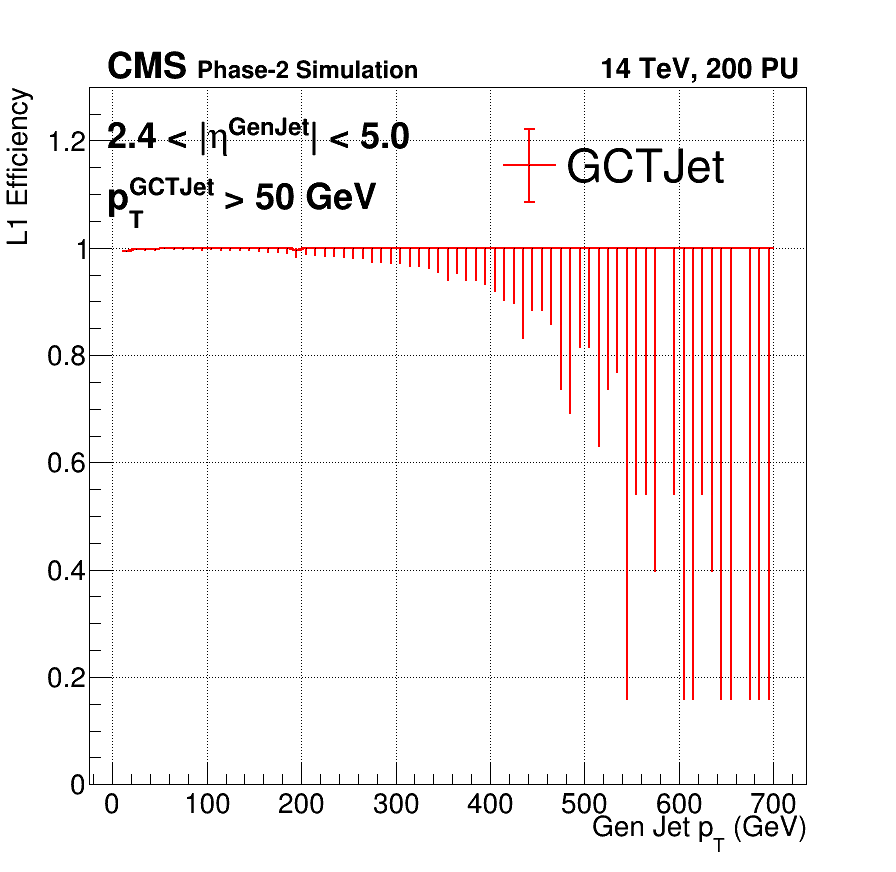 CMS Phase-2 Simulation 14 TeV, 200 PU
L1 Efficiency
2.4 < |η^GenJet| < 5.0
p_T^GCTJet > 50 GeV
GCTJet
1.2
1
0.8
0.6
0.4
0.2
0
0 100 200 300 400 500 600 700
Gen Jet p_T (GeV)